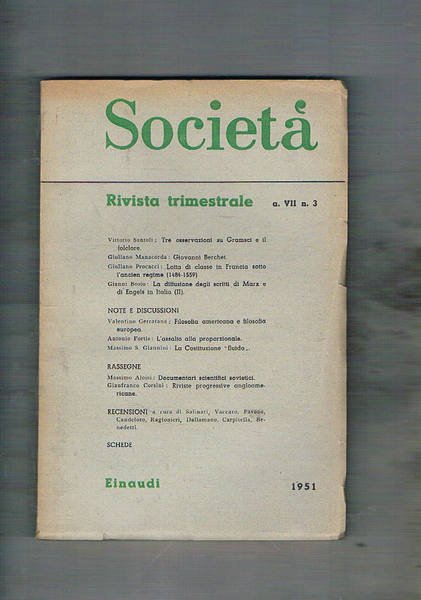 Società
Rivista trimestrale a. VII n. 3
Vittorio Santoli : Tre osservazioni su Gramsci e il
folclore.
Giuliano Manacorda : Giovanni Berchet.
Giuliano Procacci : Lotta di classe in Francia sotto
l'ancien regime (1484-1559)
Gianni Bosio : La diffusione degli scritti di Marx e
di Engels in Italia (II).
NOTE E DISCUSSIONI
Valentino Gerratana : Filosofia americana e filosofia
europea.
Antonio Fortis : L'assalto alla proporzionale.
Massimo S. Giannini : La Costituzione "fluida„.
RASSEGNE
Massimo Aloisi : Documentari scientifici sovietici.
Gianfranco Corsini : Riviste progressive angloame-
ricane.
RECENSIONI a cura di Salinari, Vaccaro, Pavone,
Candeloro, Ragionieri, Dallamano, Carpitella, Be-
nedetti.
SCHEDE
Einaudi 1951